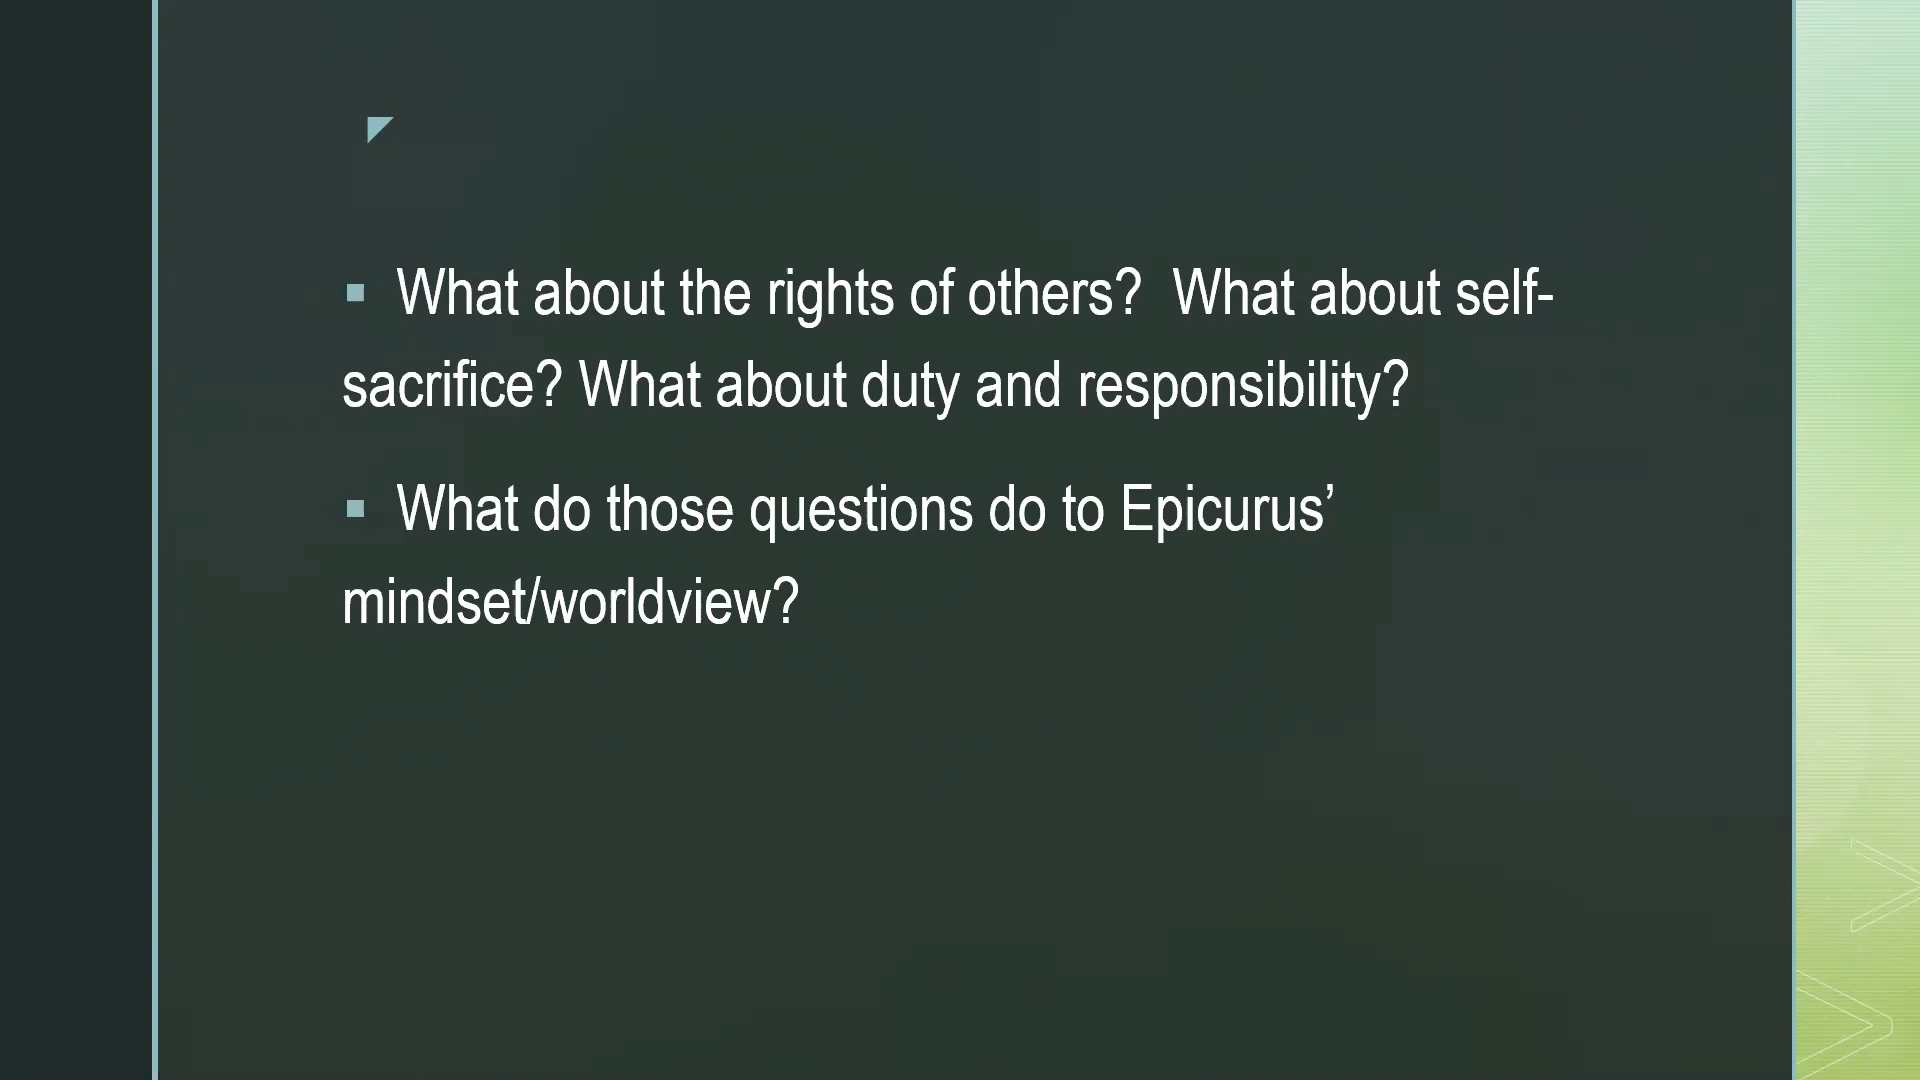 ▪ What about the rights of others?  What about self-
sacrifice? What about duty and responsibility?
▪ What do those questions do to Epicurus’
mindset/worldview?